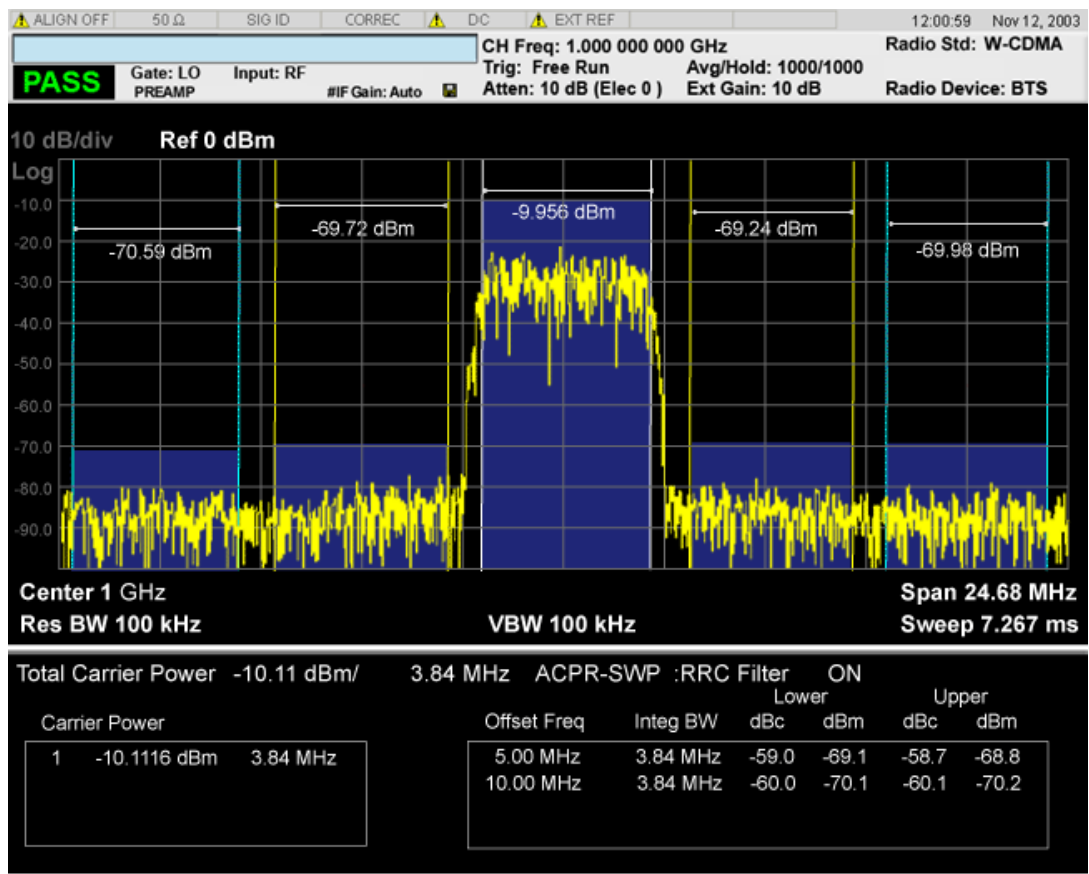 ALIGN OFF 50 Ω SIG ID CORREC DC EXT REF 12:00:59 Nov 12, 2003
CH Freq: 1.000 000 000 GHz Radio Std: W-CDMA
PASS Gate: LO Input: RF Trig: Free Run Avg/Hold: 1000/1000
PREAMP #IF Gain: Auto Atten: 10 dB (Elec 0 ) Ext Gain: 10 dB Radio Device: BTS
10 dB/div Ref 0 dBm
Log
-10.0
-9.956 dBm
-69.72 dBm -69.24 dBm
-20.0
-70.59 dBm -69.98 dBm
-30.0
-40.0
-50.0
-60.0
-70.0
-80.0
-90.0
Center 1 GHz Span 24.68 MHz
Res BW 100 kHz VBW 100 kHz Sweep 7.267 ms
Total Carrier Power -10.11 dBm/ 3.84 MHz ACPR-SWP :RRC Filter ON
Lower Upper
Carrier Power Offset Freq Integ BW dBc dBm dBc dBm
1 -10.1116 dBm 3.84 MHz 5.00 MHz 3.84 MHz -59.0 -69.1 -58.7 -68.8
10.00 MHz 3.84 MHz -60.0 -70.1 -60.1 -70.2